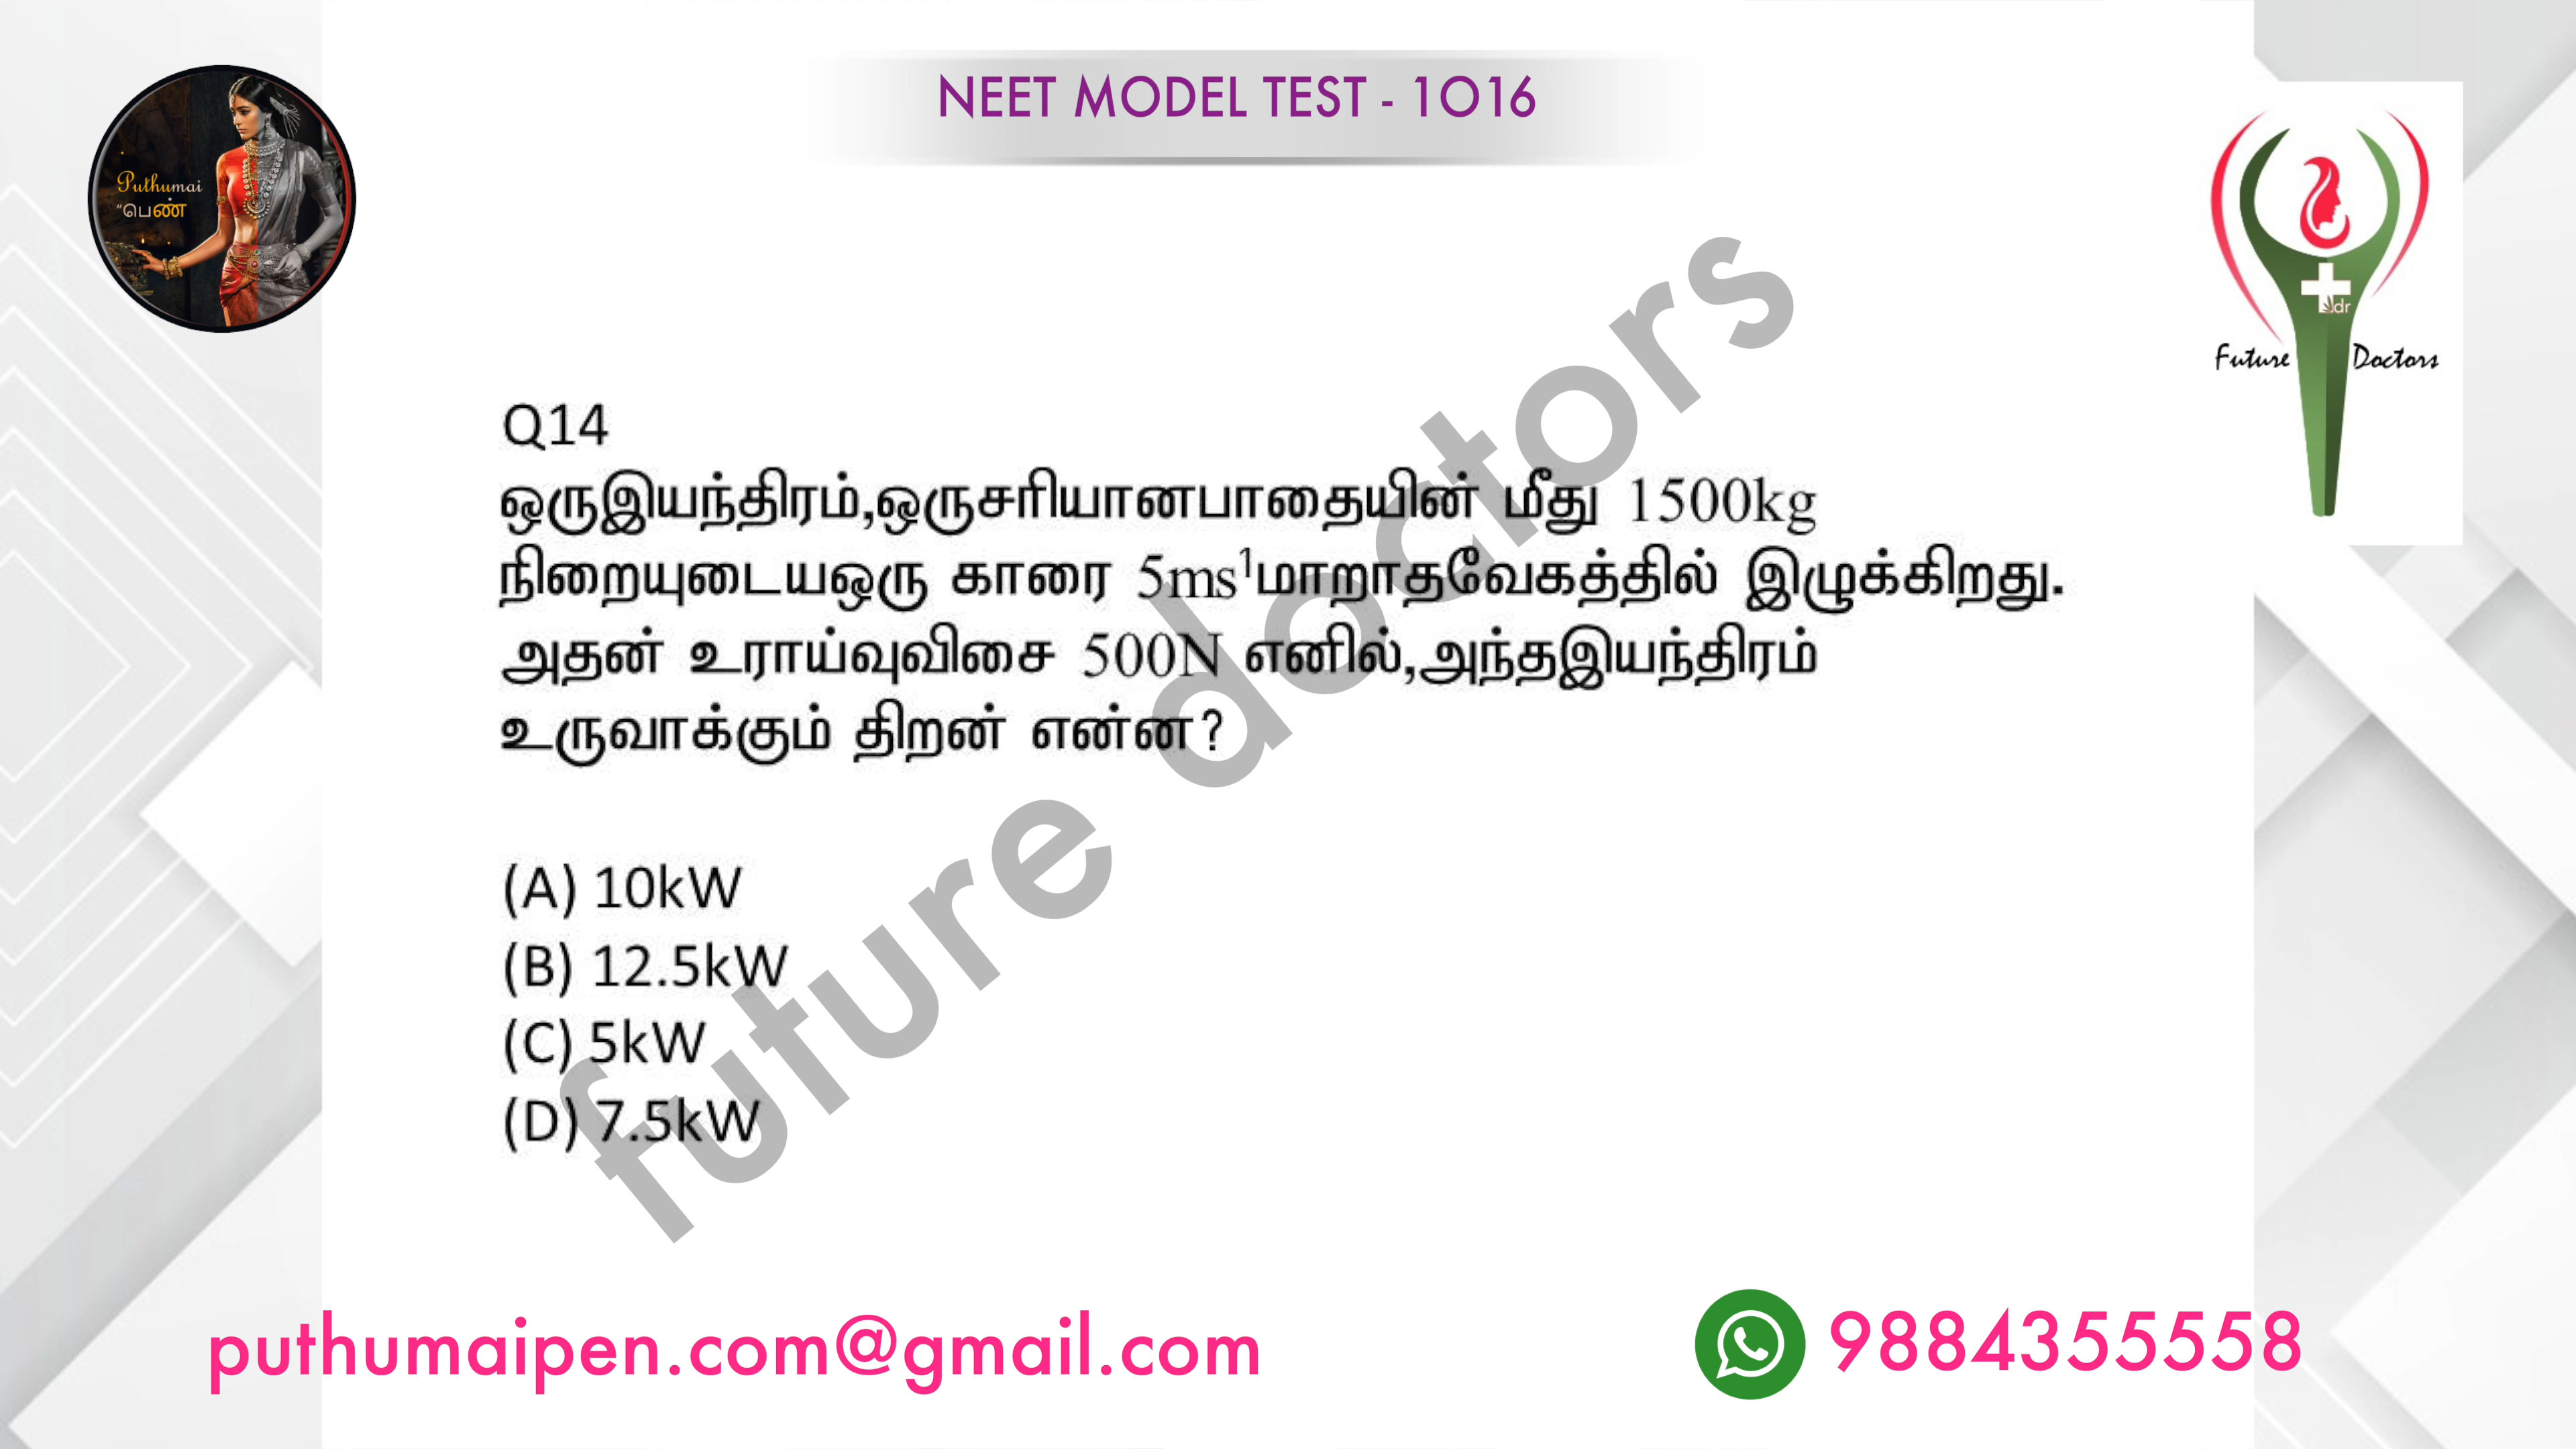 NEET MODEL TEST - 1O16
Puthumai
"பெண்
dr
Future Doctors
Q14
ஒருஇயந்திரம்,ஒருசரியானபாதையின் மீது 1500kg
நிறையுடையஒரு காரை 5ms¹மாறாதவேகத்தில் இழுக்கிறது.
அதன் உராய்வுவிசை 500N எனில்,அந்தஇயந்திரம்
உருவாக்கும் திறன் என்ன?
(A) 10kW
(B) 12.5kW
(C) 5kW
(D) 7.5kW
future doctors
puthumaipen.com@gmail.com
9884355558